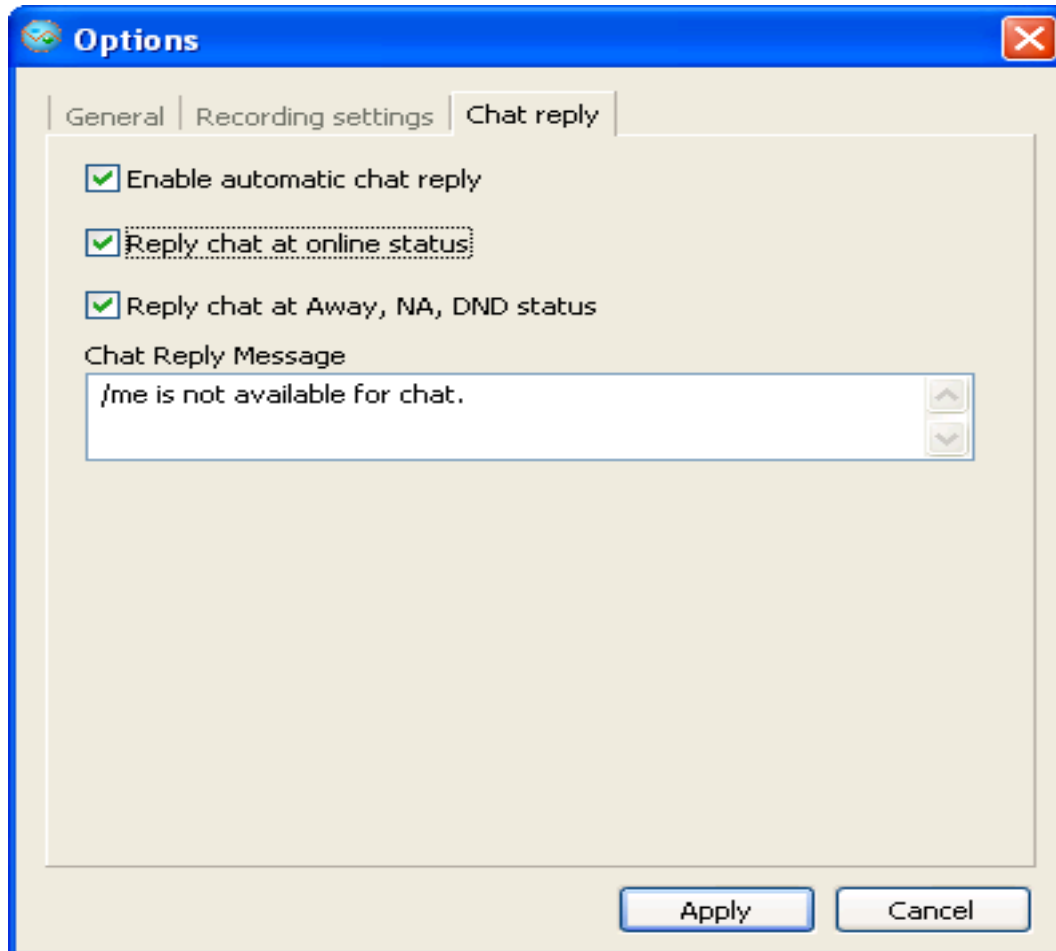 Options
General Recording settings Chat reply
Enable automatic chat reply
Reply chat at online status
Reply chat at Away, NA, DND status
Chat Reply Message
/me is not available for chat.
Apply Cancel